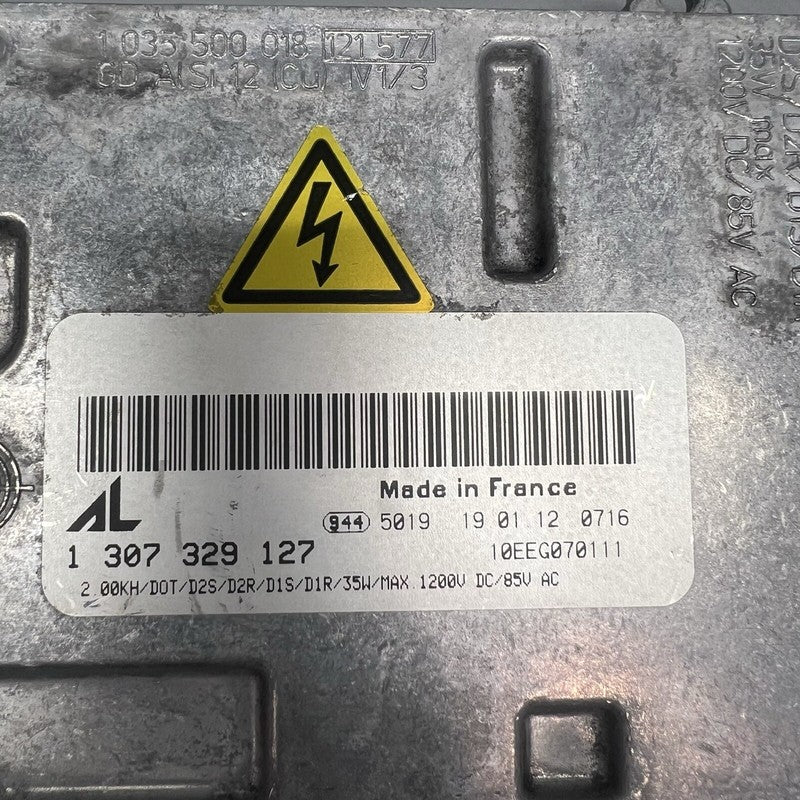 1 035 500 018 121 577
GD-AlSi 12 (Cu) IV1/3
D2S/D2R/D1S/D1R
35W max
1200V DC/85V AC
AL
Made in France
944 5019 19 01 12 0716
1 307 329 127
10EEG070111
2.00KH/DOT/D2S/D2R/D1S/D1R/35W/MAX.1200V DC/85V AC